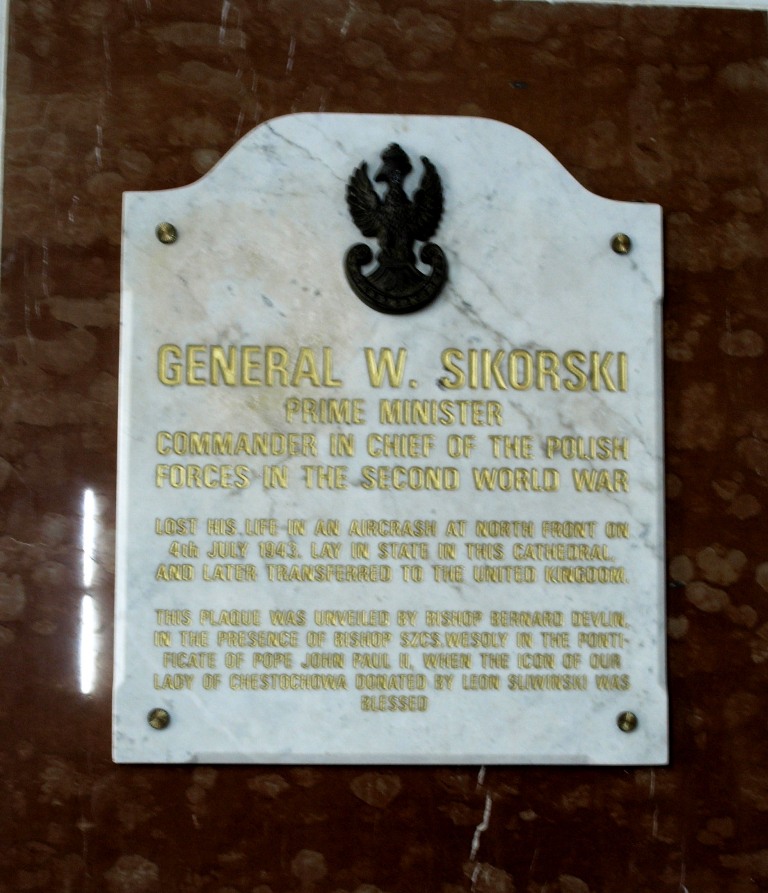 GENERAL W. SIKORSKI
PRIME MINISTER
COMMANDER IN CHIEF OF THE POLISH
FORCES IN THE SECOND WORLD WAR
LOST HIS LIFE IN AN AIRCRASH AT NORTH FRONT ON
4th JULY 1943. LAY IN STATE IN THIS CATHEDRAL,
AND LATER TRANSFERRED TO THE UNITED KINGDOM.
THIS PLAQUE WAS UNVEILED BY BISHOP BERNARD DEVLIN,
IN THE PRESENCE OF BISHOP SZCS.WESOLY IN THE PONTI-
FICATE OF POPE JOHN PAUL II, WHEN THE ICON OF OUR
LADY OF CHESTOCHOWA DONATED BY LEON SLIWINSKI WAS
BLESSED